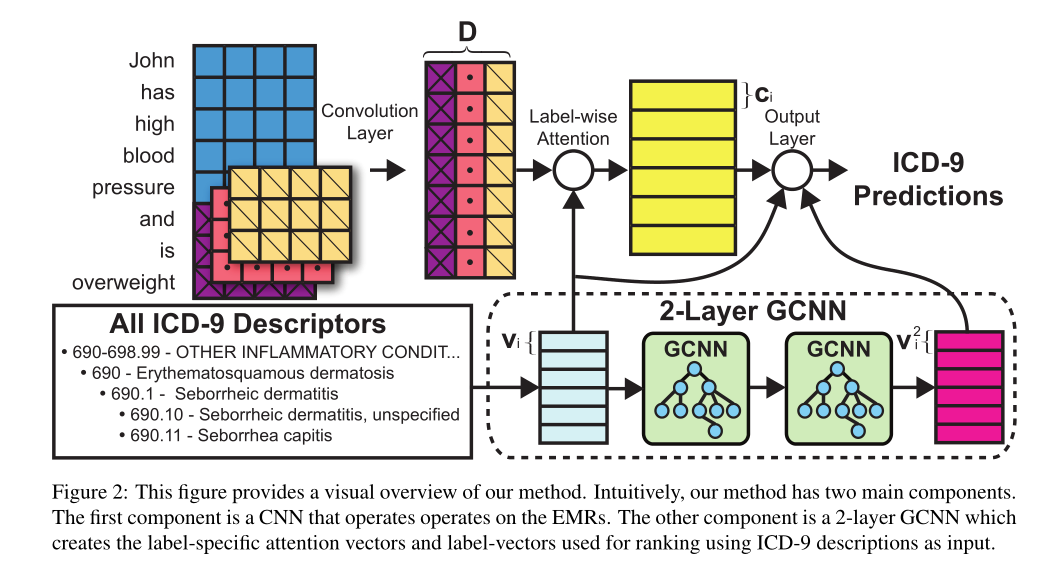 John
has
high
blood
pressure
and
is
overweight
Convolution
Layer
D
Label-wise
Attention
ci
Output
Layer
ICD-9
Predictions
All ICD-9 Descriptors
• 690-698.99 - OTHER INFLAMMATORY CONDIT...
• 690 - Erythematosquamous dermatosis
• 690.1 - Seborrheic dermatitis
• 690.10 - Seborrheic dermatitis, unspecified
• 690.11 - Seborrhea capitis
2-Layer GCNN
vi
GCNN
GCNN
v²i
Figure 2: This figure provides a visual overview of our method. Intuitively, our method has two main components.
The first component is a CNN that operates operates on the EMRs. The other component is a 2-layer GCNN which
creates the label-specific attention vectors and label-vectors used for ranking using ICD-9 descriptions as input.